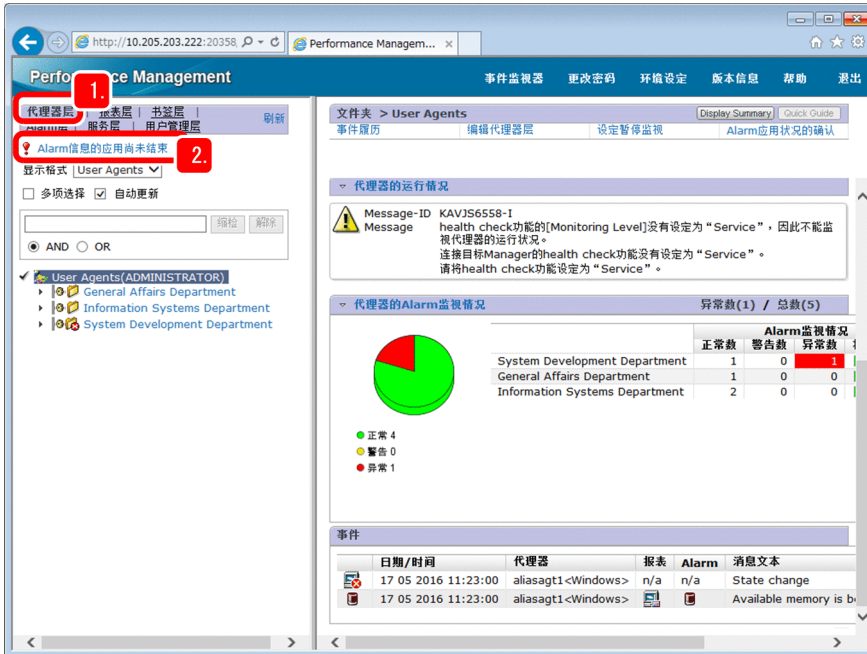 http://10.205.203.222:20358,
Performance Managem...
Performance Management
事件监视器 更改密码 环境设定 版本信息 帮助 退出
1.
代理器层 | 报表层 | 书签层 |
刷新
Alarm层 | 服务层 | 用户管理层
Alarm信息的应用尚未结束
2.
显示格式 User Agents
多项选择 自动更新
缩检 解除
AND OR
User Agents(ADMINISTRATOR)
General Affairs Department
Information Systems Department
System Development Department
文件夹 > User Agents
Display Summary Quick Guide
事件履历 编辑代理器层 设定暂停监视 Alarm应用状况的确认
代理器的运行情况
Message-ID KAVJS6558-I
Message health check功能的[Monitoring Level]没有设定为“Service”，因此不能监
视代理器的运行状况。
连接目标Manager的health check功能没有设定为“Service”。
请将health check功能设定为“Service”。
代理器的Alarm监视情况 异常数(1) / 总数(5)
Alarm监视情况
正常数 警告数 异常数
System Development Department 1 0 1
General Affairs Department 1 0 0
Information Systems Department 2 0 0
正常 4
警告 0
异常 1
事件
日期/时间 代理器 报表 Alarm 消息文本
17 05 2016 11:23:00 aliasagt1<Windows> n/a n/a State change
17 05 2016 11:23:00 aliasagt1<Windows> Available memory is be